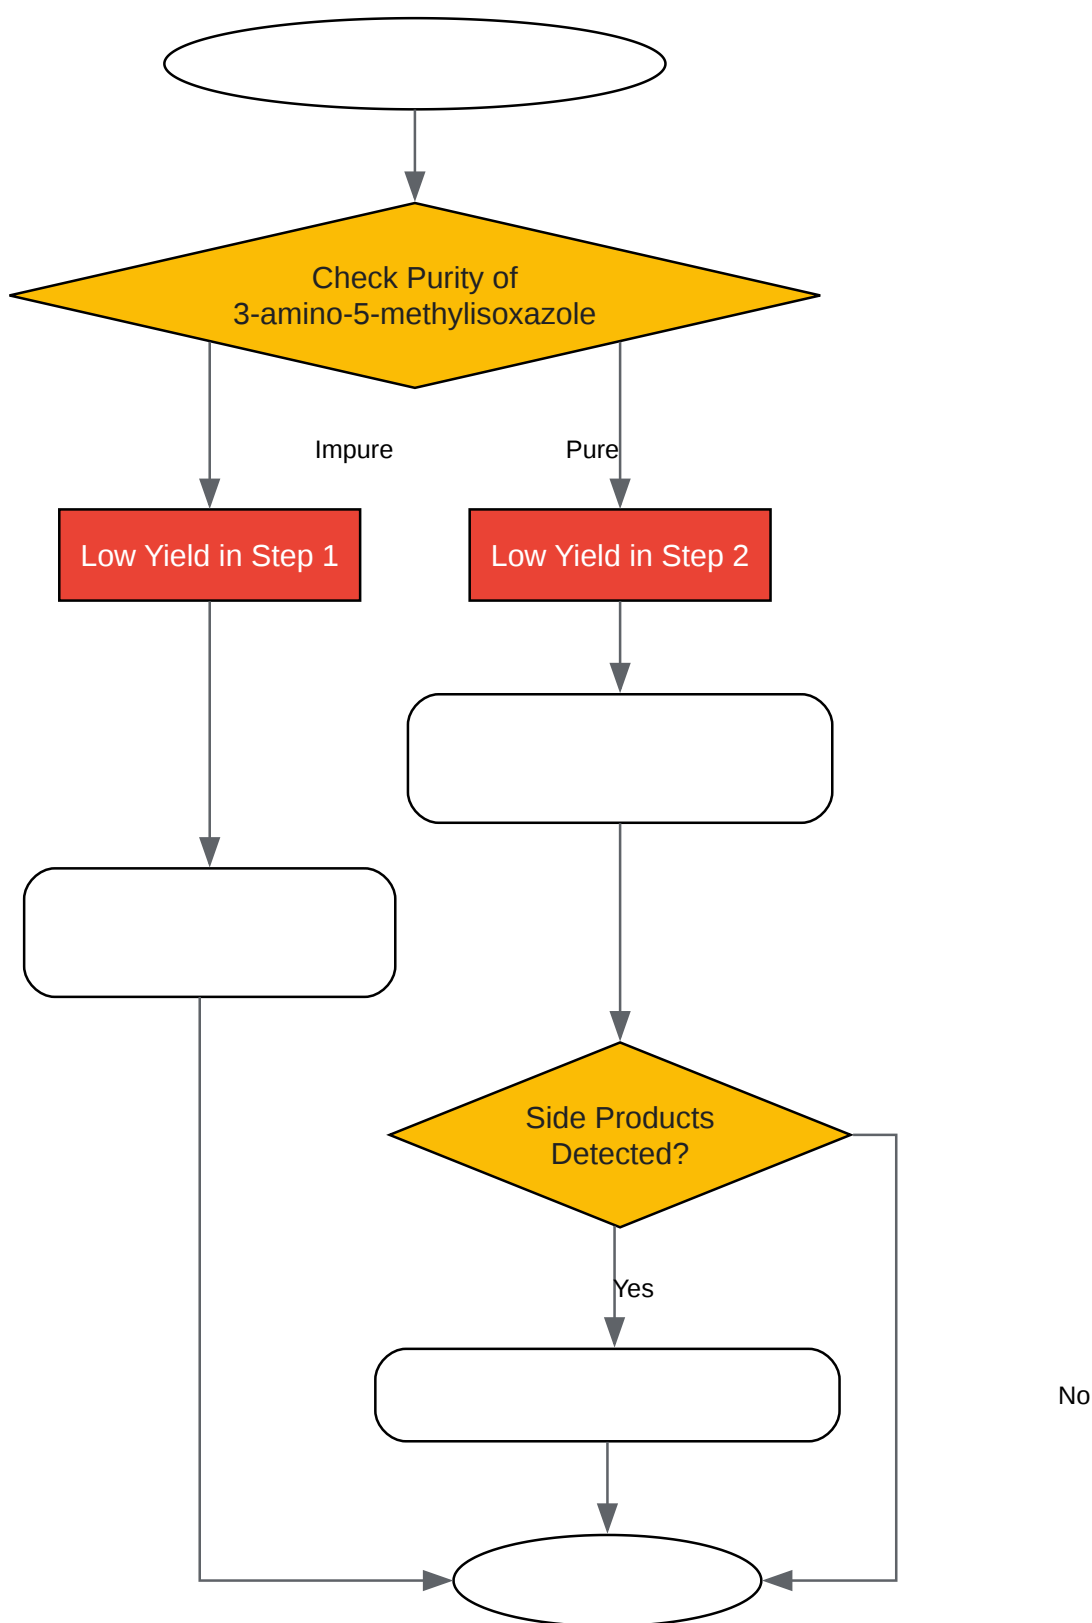 Check Purity of
3-amino-5-methylisoxazole
Impure
Pure
Low Yield in Step 1
Low Yield in Step 2
Side Products
Detected?
Yes
No